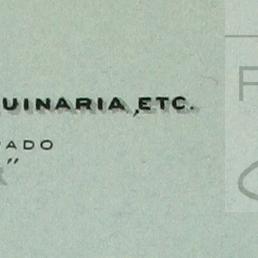 UINARIA, ETC.
ADO
"